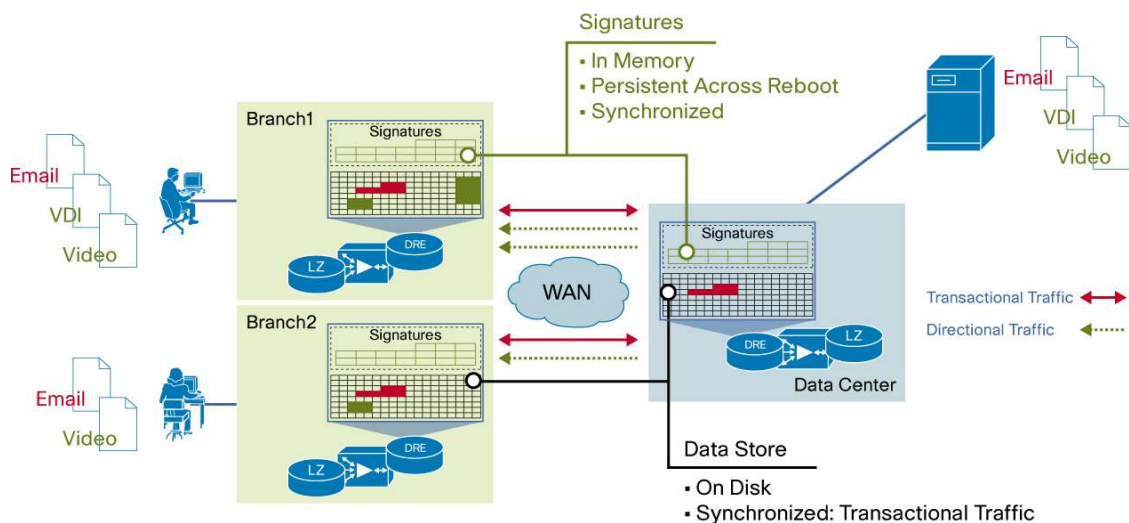 Signatures
▪ In Memory
▪ Persistent Across Reboot
▪ Synchronized
Email
VDI
Video
Branch1
Signatures
DRE
LZ
Email
VDI
Video
WAN
Signatures
DRE
LZ
Data Center
Transactional Traffic
Directional Traffic
Branch2
Signatures
DRE
LZ
Email
Video
Data Store
▪ On Disk
▪ Synchronized: Transactional Traffic